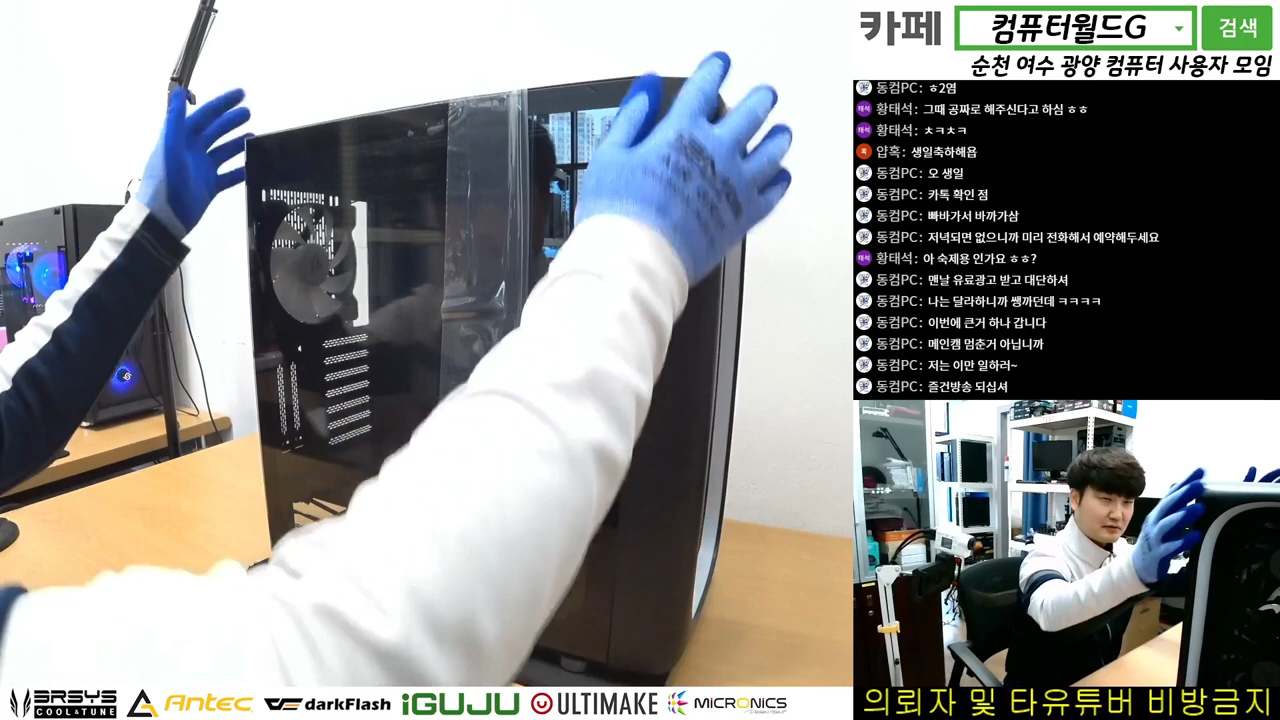 카페 컴퓨터월드G 검색
순천 여수 광양 컴퓨터 사용자 모임
동컴PC: ㅎ2염
태석 황태석: 그때 공짜로 해주신다고 하심 ㅎㅎ
태석 황태석: ㅊㅋㅊㅋ
혹 얍혹: 생일축하해욥
동컴PC: 오 생일
동컴PC: 카톡 확인 점
동컴PC: 빠바가서 바까가삼
동컴PC: 저녁되면 없으니까 미리 전화해서 예약해두세요
태석 황태석: 아 숙제용 인가요 ㅎㅎ?
동컴PC: 맨날 유료광고 받고 대단하셔
동컴PC: 나는 달라하니까 쌩까던데 ㅋㅋㅋㅋ
동컴PC: 이번에 큰거 하나 갑니다
동컴PC: 메인캠 멈춘거 아닙니까
동컴PC: 저는 이만 일하러~
동컴PC: 즐건방송 되십셔
의뢰자 및 타유튜버 비방금지
3RSYS
COOL&TUNE
Antec
darkFlash
iGUJU
ULTIMAKE
MICRONICS